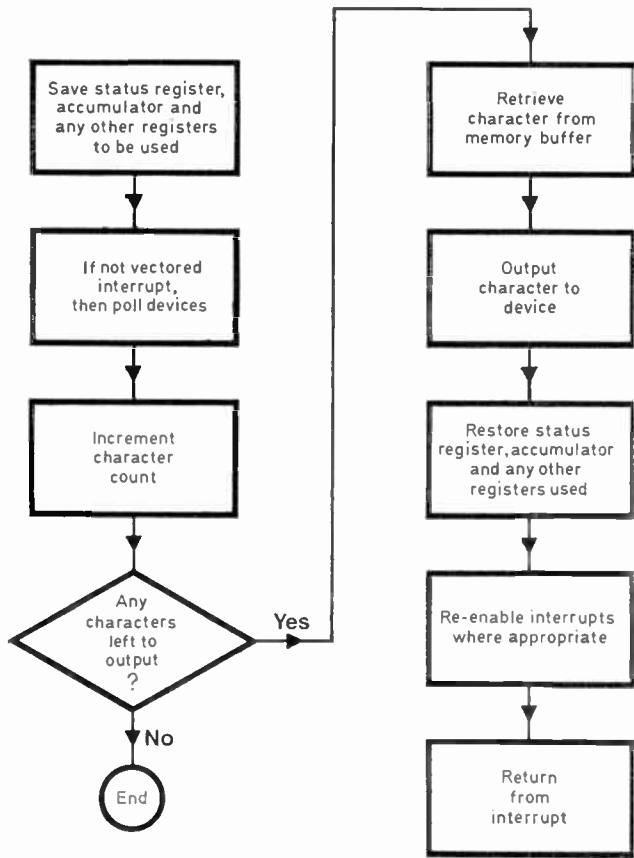 Save status register,
accumulator and
any other registers
to be used
If not vectored
interrupt,
then poll devices
Increment
character
count
Any
characters
left to
output
?
Yes
No
End
Retrieve
character from
memory buffer
Output
character to
device
Restore status
register, accumulator
and any other
registers used
Re-enable interrupts
where appropriate
Return
from
interrupt